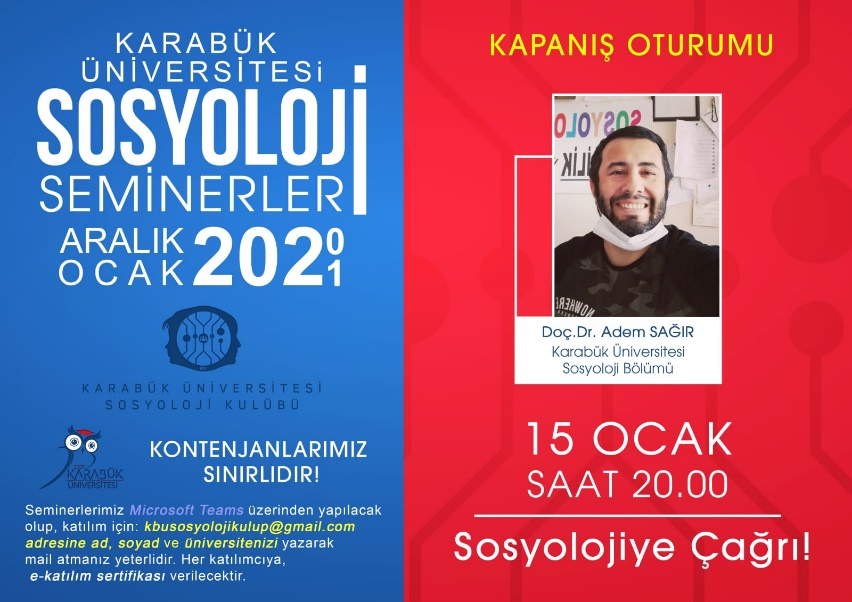 KARABÜK
ÜNİVERSİTESİ
SOSYOLOJİ
SEMİNERLERİ
ARALIK 2020
OCAK 2021
KARABÜK ÜNİVERSİTESİ
SOSYOLOJİ KULÜBÜ
KARABÜK
ÜNİVERSİTESİ
KONTENJANLARIMIZ
SINIRLIDIR!
Seminerlerimiz Microsoft Teams üzerinden yapılacak
olup, katılım için: kbusosyolojikulup@gmail.com
adresine ad, soyad ve üniversitenizi yazarak
mail atmanız yeterlidir. Her katılımcıya,
e-katılım sertifikası verilecektir.
KAPANIŞ OTURUMU
SOSYOLO
İLİK
NOWHERE
Doç.Dr. Adem SAĞIR
Karabük Üniversitesi
Sosyoloji Bölümü
15 OCAK
SAAT 20.00
Sosyolojiye Çağrı!